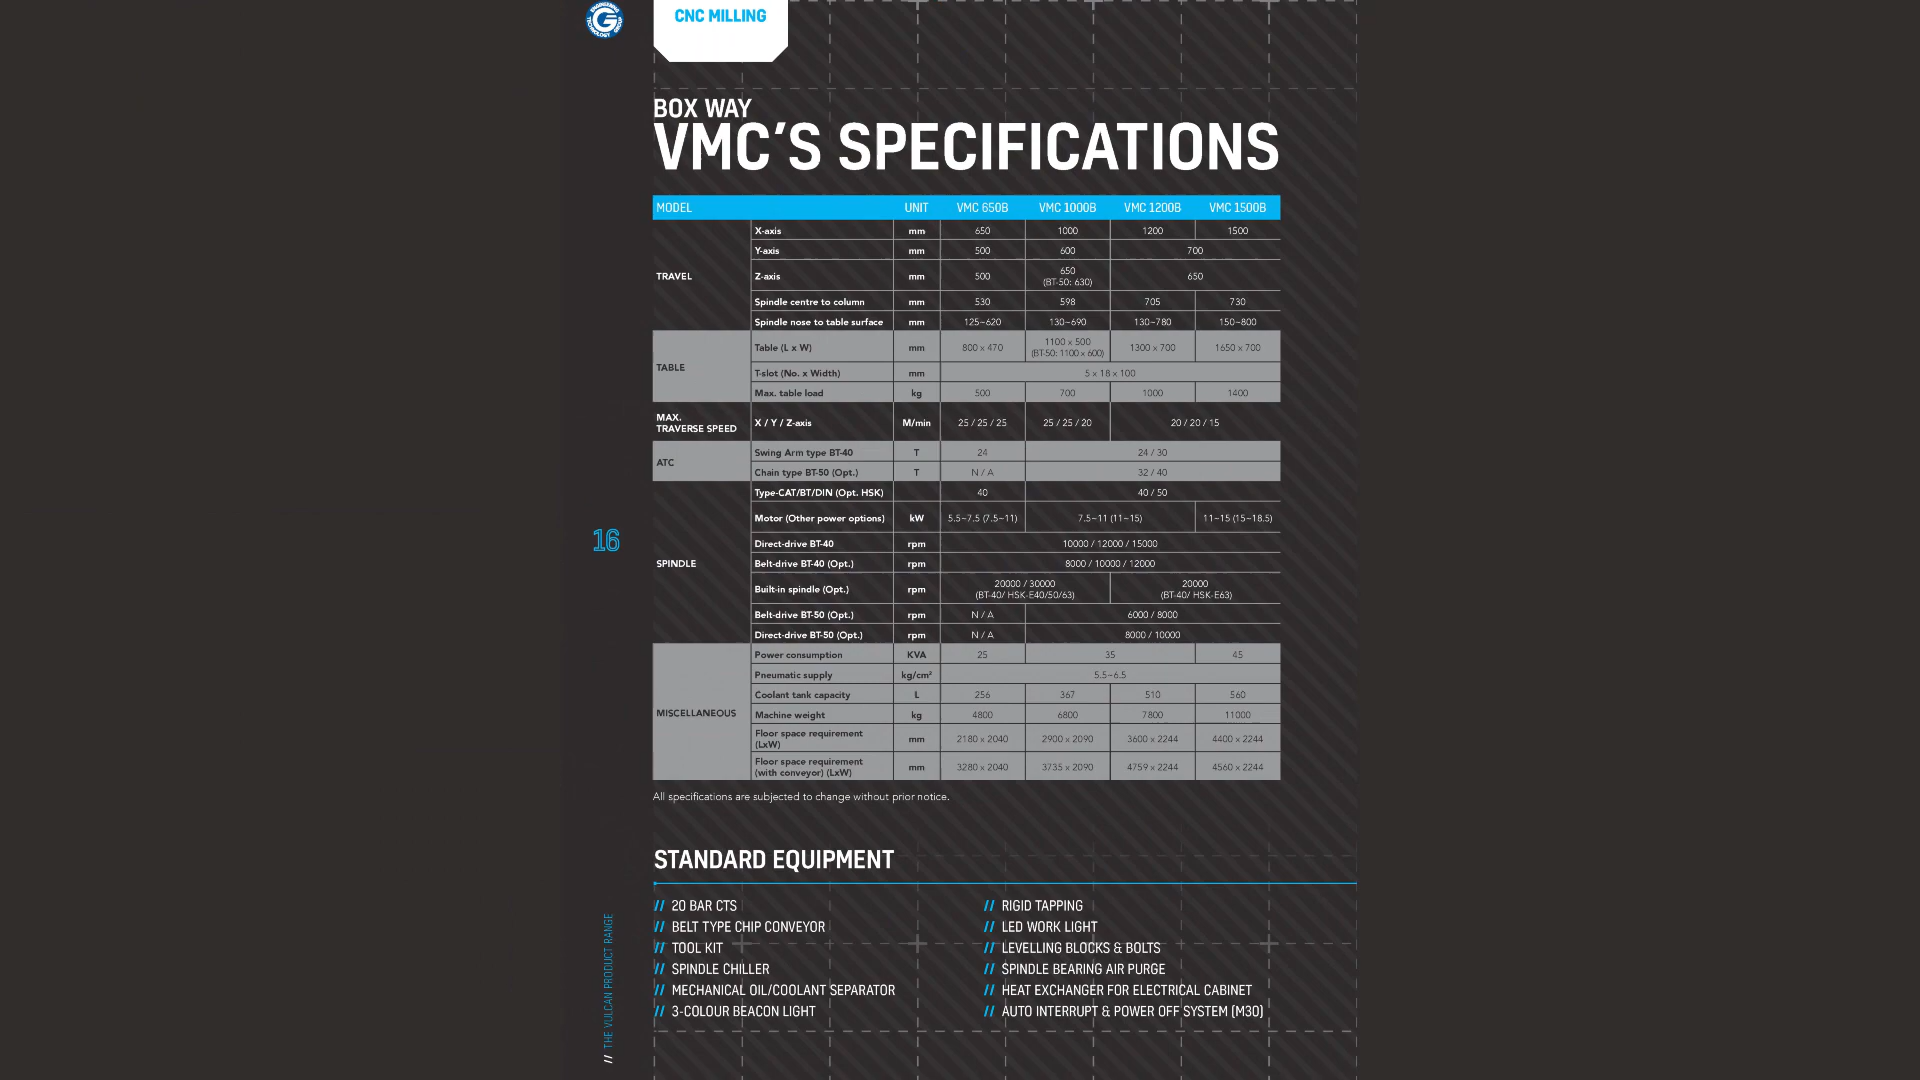 ENGINEERING TECHNOLOGY GROUP
CNC MILLING
BOX WAY
VMC'S SPECIFICATIONS
MODEL UNIT VMC 650B VMC 1000B VMC 1200B VMC 1500B
TRAVEL
X-axis mm 650 1000 1200 1500
Y-axis mm 500 600 700
Z-axis mm 500 650 (BT-50: 630) 650
Spindle centre to column mm 530 598 705 730
Spindle nose to table surface mm 125~620 130~690 130~780 150~800
TABLE
Table (L x W) mm 800 x 470 1100 x 500 (BT-50: 1100 x 600) 1300 x 700 1650 x 700
T-slot (No. x Width) mm 5 x 18 x 100
Max. table load kg 500 700 1000 1400
MAX.
TRAVERSE SPEED
X / Y / Z-axis M/min 25 / 25 / 25 25 / 25 / 20 20 / 20 / 15
ATC
Swing Arm type BT-40 T 24 24 / 30
Chain type BT-50 (Opt.) T N / A 32 / 40
SPINDLE
Type-CAT/BT/DIN (Opt. HSK) 40 40 / 50
Motor (Other power options) kW 5.5~7.5 (7.5~11) 7.5~11 (11~15) 11~15 (15~18.5)
Direct-drive BT-40 rpm 10000 / 12000 / 15000
Belt-drive BT-40 (Opt.) rpm 8000 / 10000 / 12000
Built-in spindle (Opt.) rpm 20000 / 30000 (BT-40/ HSK-E40/50/63) 20000 (BT-40/ HSK-E63)
Belt-drive BT-50 (Opt.) rpm N / A 6000 / 8000
Direct-drive BT-50 (Opt.) rpm N / A 8000 / 10000
MISCELLANEOUS
Power consumption KVA 25 35 45
Pneumatic supply kg/cm² 5.5~6.5
Coolant tank capacity L 256 367 510 560
Machine weight kg 4800 6800 7800 11000
Floor space requirement (LxW) mm 2180 x 2040 2900 x 2090 3600 x 2244 4400 x 2244
Floor space requirement (with conveyor) (LxW) mm 3280 x 2040 3735 x 2090 4759 x 2244 4560 x 2244
All specifications are subjected to change without prior notice.
16
STANDARD EQUIPMENT
// 20 BAR CTS
// BELT TYPE CHIP CONVEYOR
// TOOL KIT
// SPINDLE CHILLER
// MECHANICAL OIL/COOLANT SEPARATOR
// 3-COLOUR BEACON LIGHT
// RIGID TAPPING
// LED WORK LIGHT
// LEVELLING BLOCKS & BOLTS
// SPINDLE BEARING AIR PURGE
// HEAT EXCHANGER FOR ELECTRICAL CABINET
// AUTO INTERRUPT & POWER OFF SYSTEM (M30)
// THE VULCAN PRODUCT RANGE